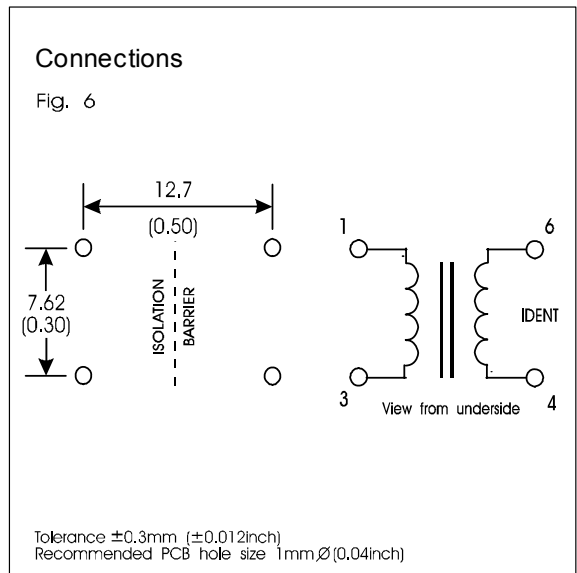 Connections
Fig. 6
12.7
(0.50)
7.62
(0.30)
ISOLATION
BARRIER
1
6
IDENT
3
4
View from underside
Tolerance ±0.3mm (±0.012inch)
Recommended PCB hole size 1mmØ(0.04inch)